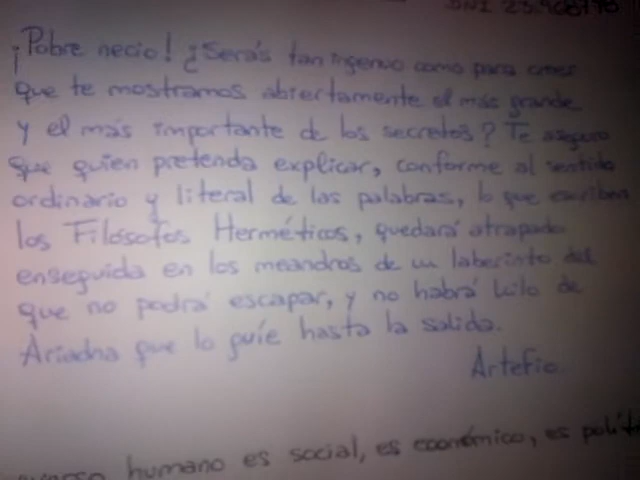 DNI 23.968790
¡Pobre necio! ¿Serás tan ingenuo como para creer
que te mostramos abiertamente el más grande
y el más importante de los secretos? Te aseguro
que quien pretenda explicar, conforme al sentido
ordinario y literal de las palabras, lo que escriben
los Filósofos Herméticos, quedará atrapado
enseguida en los meandros de un laberinto del
que no podrá escapar, y no habrá hilo de
Ariadna que lo guíe hasta la salida.
Artefio.
humano es social, es económico, es polít